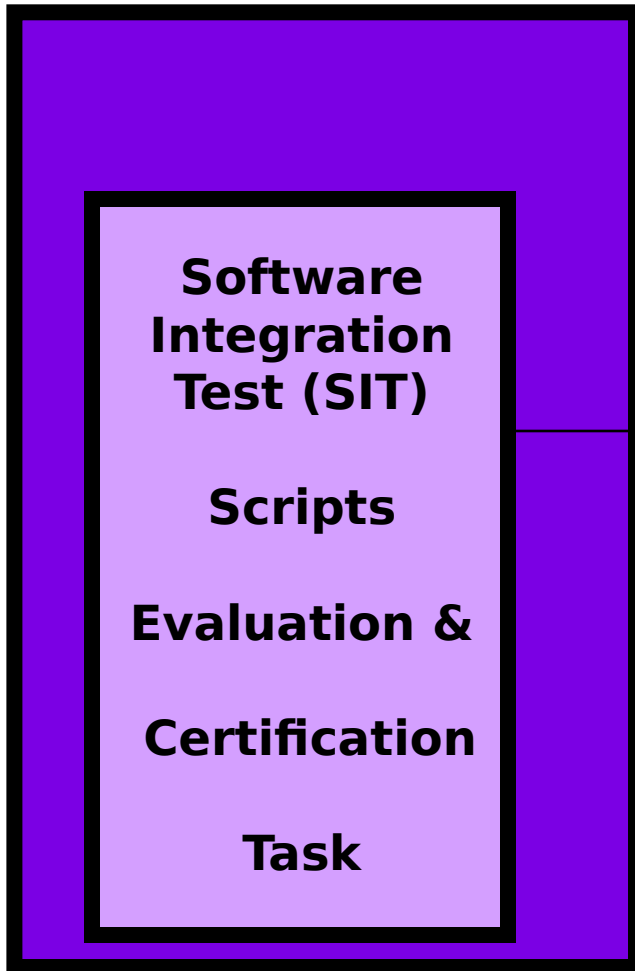 Software
Integration
Test (SIT)
Scripts
Evaluation &
Certification
Task